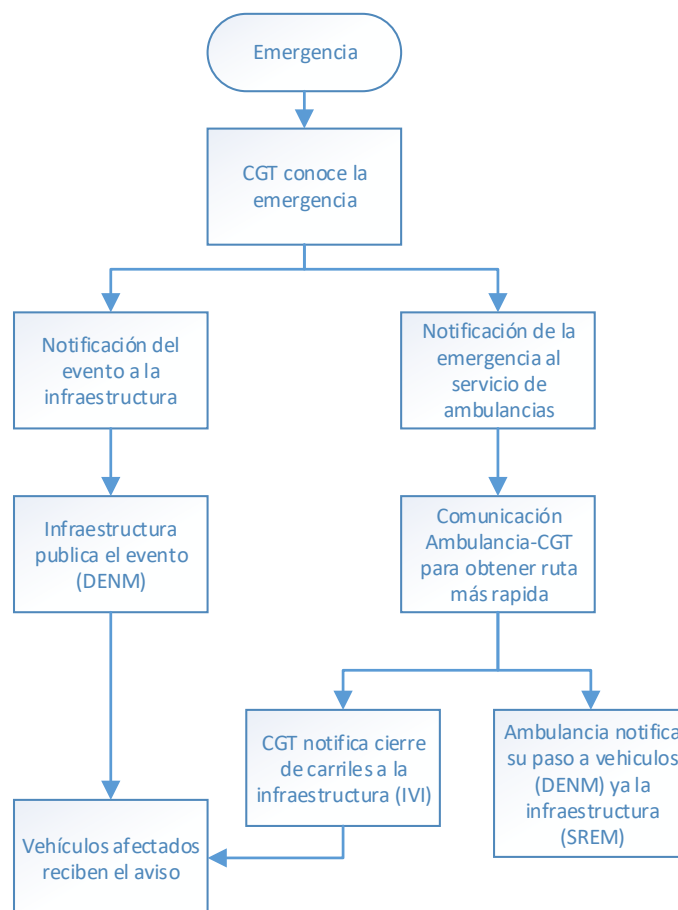 Emergencia
CGT conoce la
emergencia
Notificación del
evento a la
infraestructura
Notificación de la
emergencia al
servicio de
ambulancias
Infraestructura
publica el evento
(DENM)
Comunicación
Ambulancia-CGT
para obtener ruta
más rapida
CGT notifica cierre
de carriles a la
infraestructura (IVI)
Ambulancia notifica
su paso a vehiculos
(DENM) ya la
infraestructura
(SREM)
Vehículos afectados
reciben el aviso